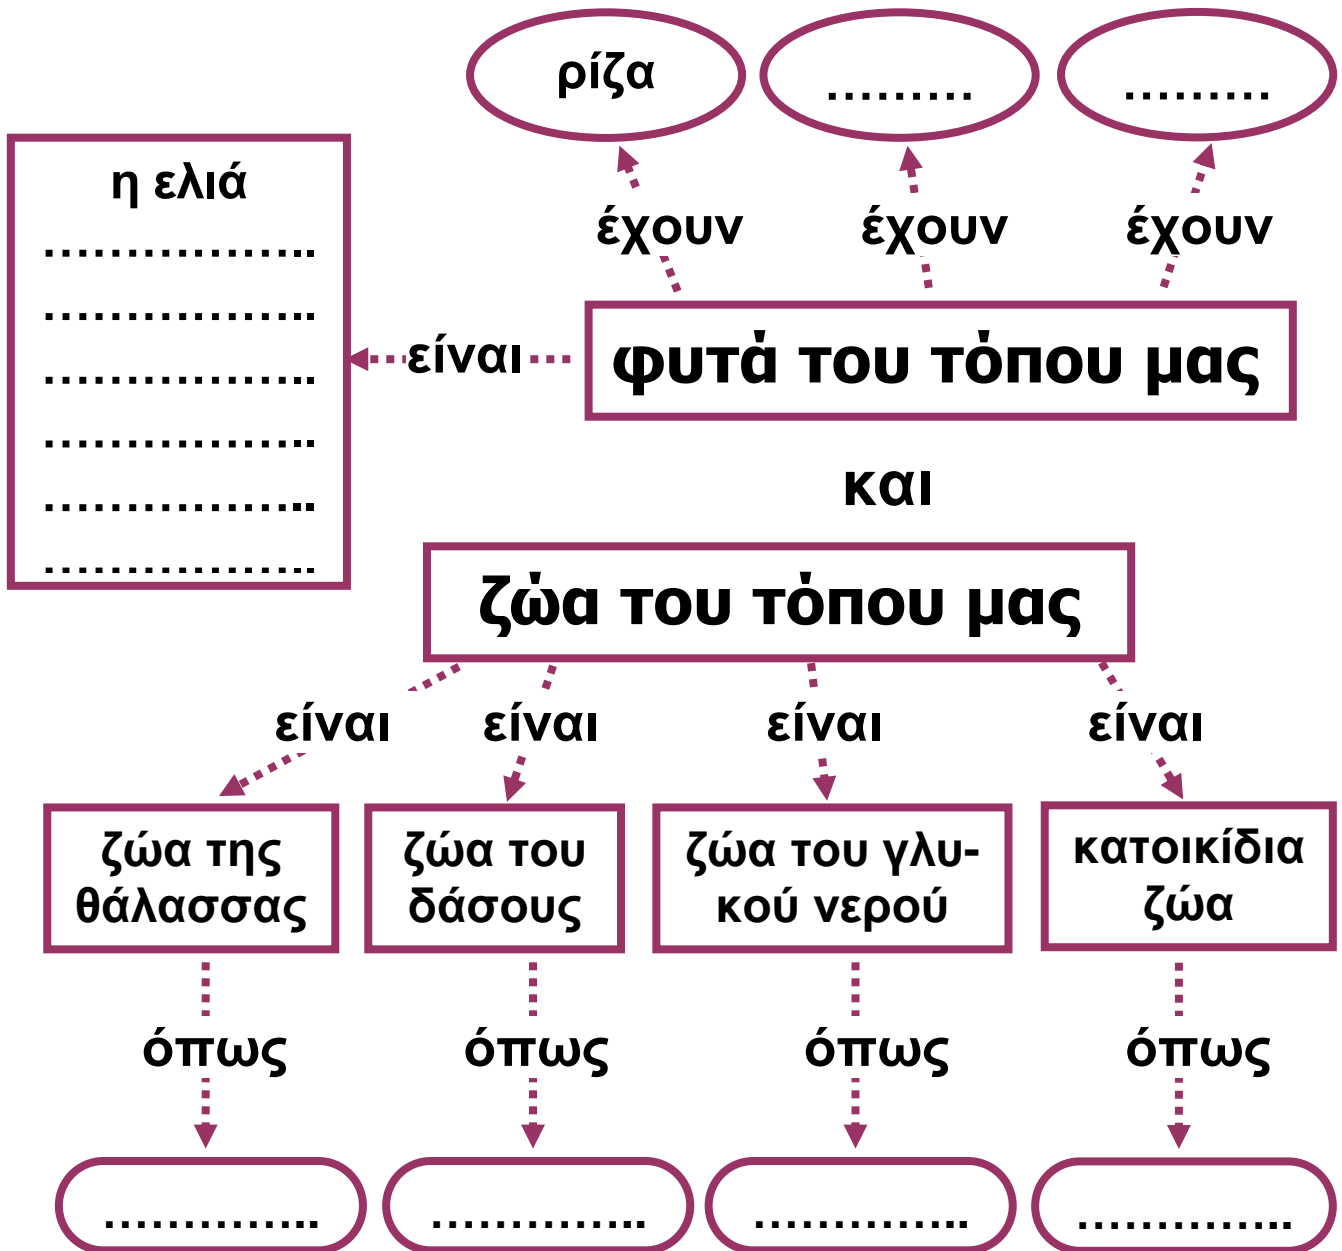 ρίζα
………
………
η ελιά
……………..
……………..
……………..
……………..
……………..
……………..
έχουν
έχουν
έχουν
είναι
φυτά του τόπου μας
και
ζώα του τόπου μας
είναι
είναι
είναι
είναι
ζώα της
θάλασσας
ζώα του
δάσους
ζώα του γλυ-
κού νερού
κατοικίδια
ζώα
όπως
όπως
όπως
όπως
…………..
…………..
…………..
…………..